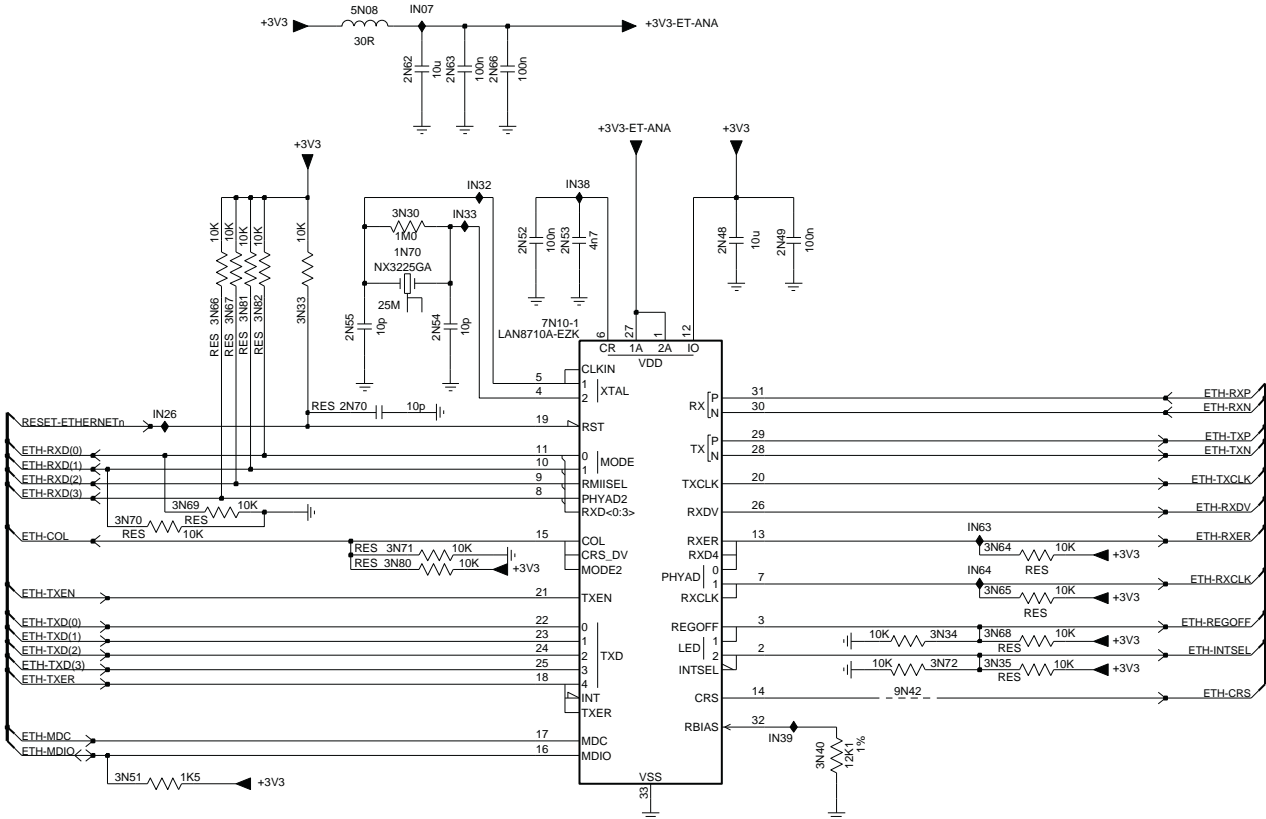 5N08
IN07
+3V3
+3V3-ET-ANA
30R
2N62
10u
2N63
100n
2N66
100n
+3V3-ET-ANA
+3V3
+3V3
IN32
IN38
3N30
IN33
1M0
1N70
NX3225GA
25M
10K
10K
10K
10K
10K
RES 3N66
RES 3N67
RES 3N81
RES 3N82
3N33
2N55
10p
2N54
10p
2N52
100n
2N53
4n7
2N48
10u
2N49
100n
7N10-1
LAN8710A-EZK
6
27
1
12
CR
1A
2A
IO
VDD
CLKIN
5
1
XTAL
4
2
RES 2N70
10p
RESET-ETHERNETn
IN26
19
RST
ETH-RXD(0)
11
0
MODE
ETH-RXD(1)
10
1
ETH-RXD(2)
9
RMIISEL
ETH-RXD(3)
8
PHYAD2
RXD<0:3>
3N69
10K
RES
3N70
RES
10K
ETH-COL
15
COL
RES 3N71
10K
CRS_DV
RES 3N80
10K
+3V3
MODE2
ETH-TXEN
21
TXEN
ETH-TXD(0)
22
0
ETH-TXD(1)
23
1
ETH-TXD(2)
24
2
TXD
ETH-TXD(3)
25
3
ETH-TXER
18
4
INT
TXER
ETH-MDC
17
MDC
ETH-MDIO
16
MDIO
3N51
1K5
+3V3
VSS
33
RX
P
31
ETH-RXP
N
30
ETH-RXN
TX
P
29
ETH-TXP
N
28
ETH-TXN
TXCLK
20
ETH-TXCLK
RXDV
26
ETH-RXDV
RXER
13
IN63
ETH-RXER
RXD4
3N64
10K
+3V3
RES
PHYAD
0
1
7
IN64
ETH-RXCLK
RXCLK
3N65
10K
+3V3
RES
REGOFF
3
ETH-REGOFF
LED
1
10K
3N34
3N68
10K
+3V3
RES
2
2
ETH-INTSEL
INTSEL
10K
3N72
3N35
10K
+3V3
RES
CRS
14
9N42
ETH-CRS
RBIAS
32
IN39
3N40
12K1
1%